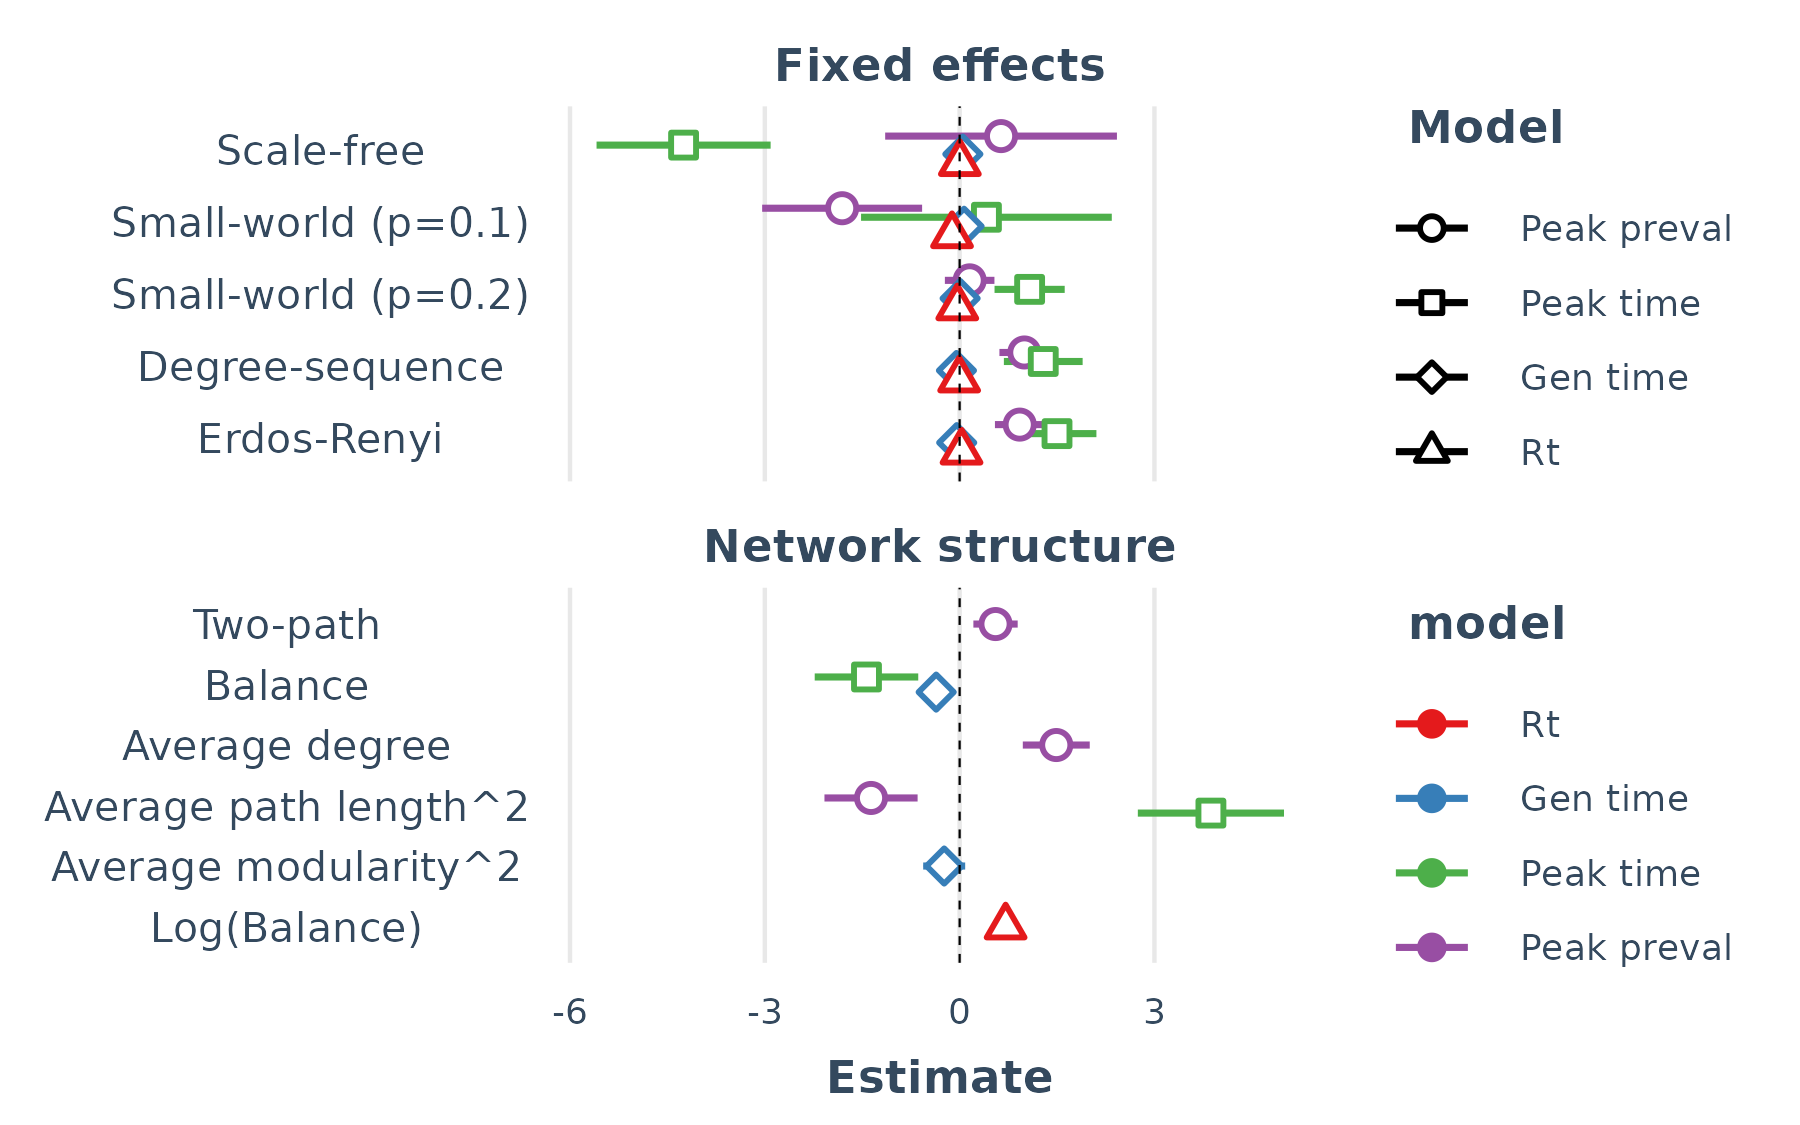 Fixed effects
Scale-free
Small-world (p=0.1)
Small-world (p=0.2)
Degree-sequence
Erdos-Renyi
Network structure
Two-path
Balance
Average degree
Average path length^2
Average modularity^2
Log(Balance)
-6 -3 0 3
Estimate
Model
Peak preval
Peak time
Gen time
Rt
model
Rt
Gen time
Peak time
Peak preval